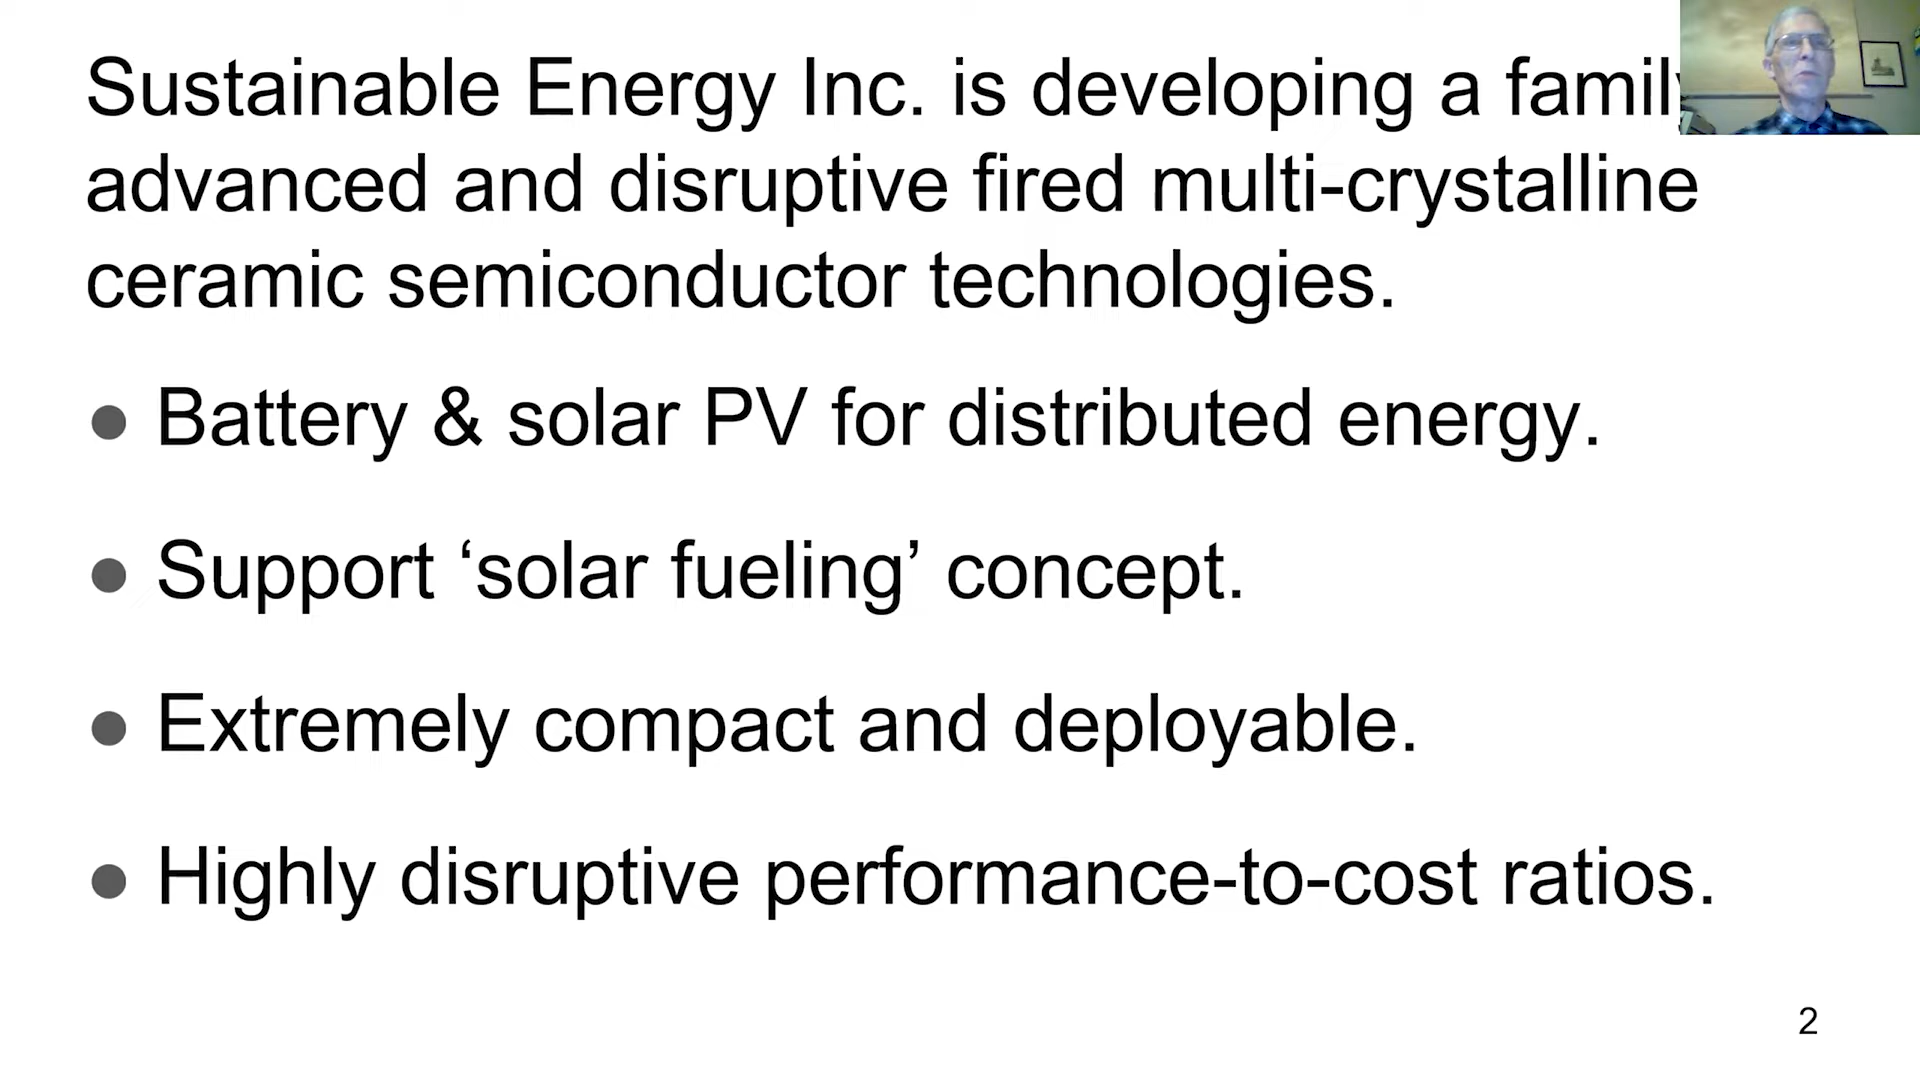 Sustainable Energy Inc. is developing a family
advanced and disruptive fired multi-crystalline
ceramic semiconductor technologies.
● Battery & solar PV for distributed energy.
● Support ‘solar fueling’ concept.
● Extremely compact and deployable.
● Highly disruptive performance-to-cost ratios.
2